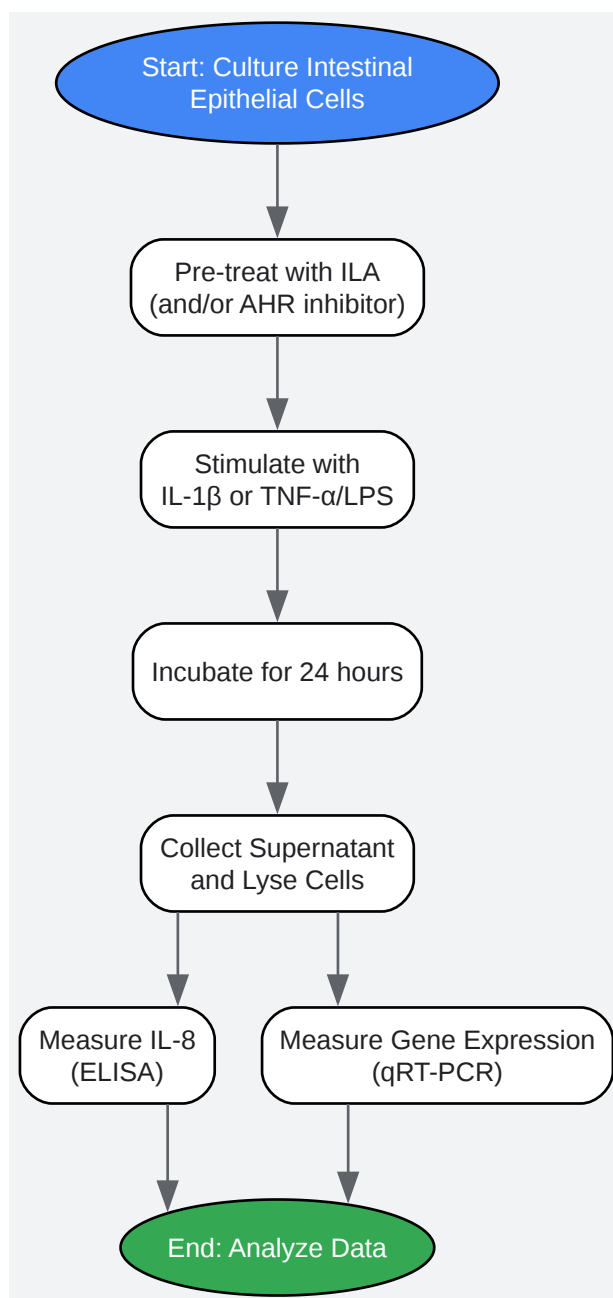 Start: Culture Intestinal
Epithelial Cells
Pre-treat with ILA
(and/or AHR inhibitor)
Stimulate with
IL-1β or TNF-α/LPS
Incubate for 24 hours
Collect Supernatant
and Lyse Cells
Measure IL-8
(ELISA)
Measure Gene Expression
(qRT-PCR)
End: Analyze Data